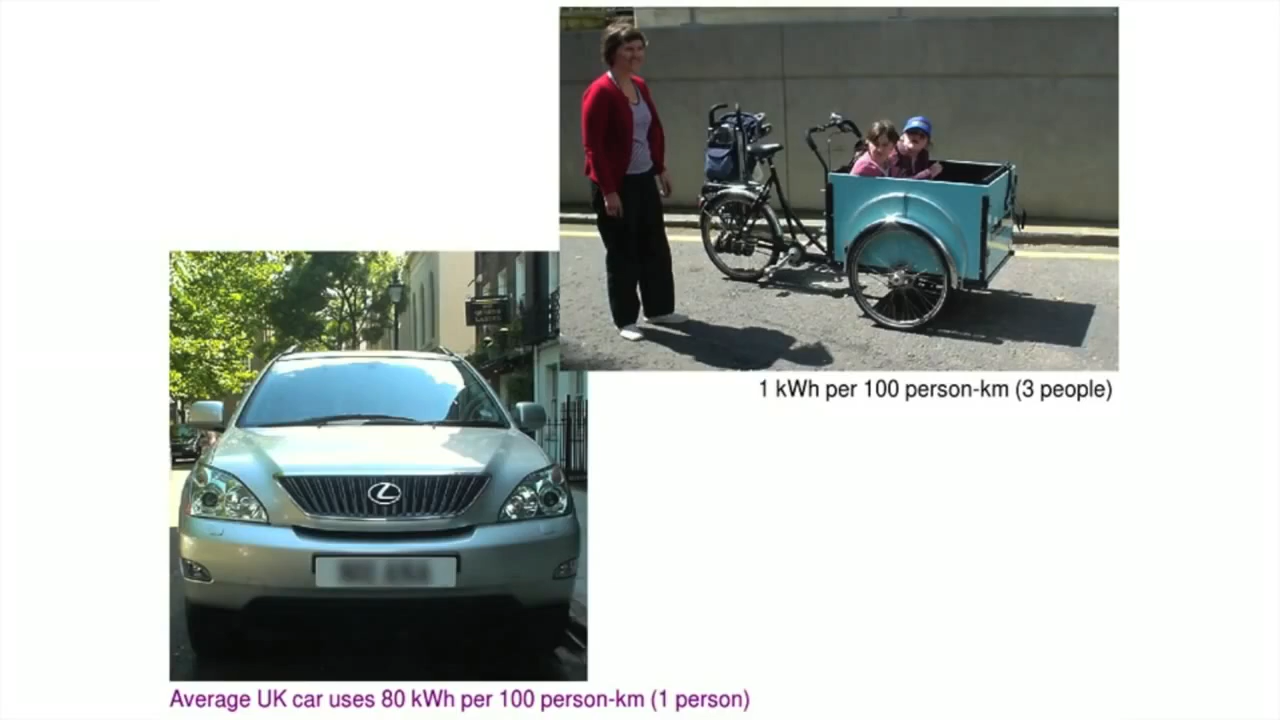 1 kWh per 100 person-km (3 people)
Average UK car uses 80 kWh per 100 person-km (1 person)